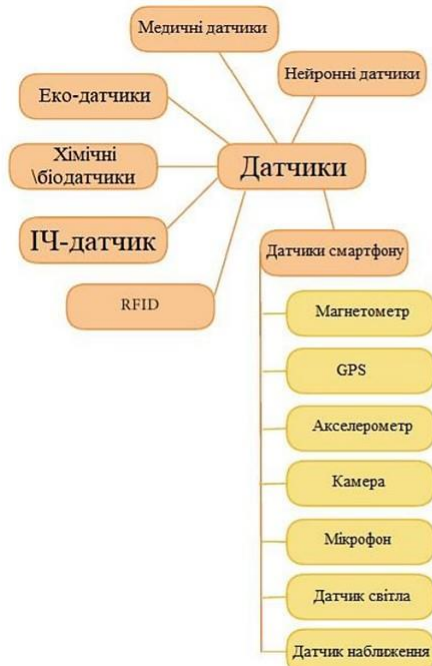 Медичні датчики
Нейронні датчики
Еко-датчики
Хімічні
\біодатчики
Датчики
ІЧ-датчик
Датчики смартфону
RFID
Магнетометр
GPS
Акселерометр
Камера
Мікрофон
Датчик світла
Датчик наближення